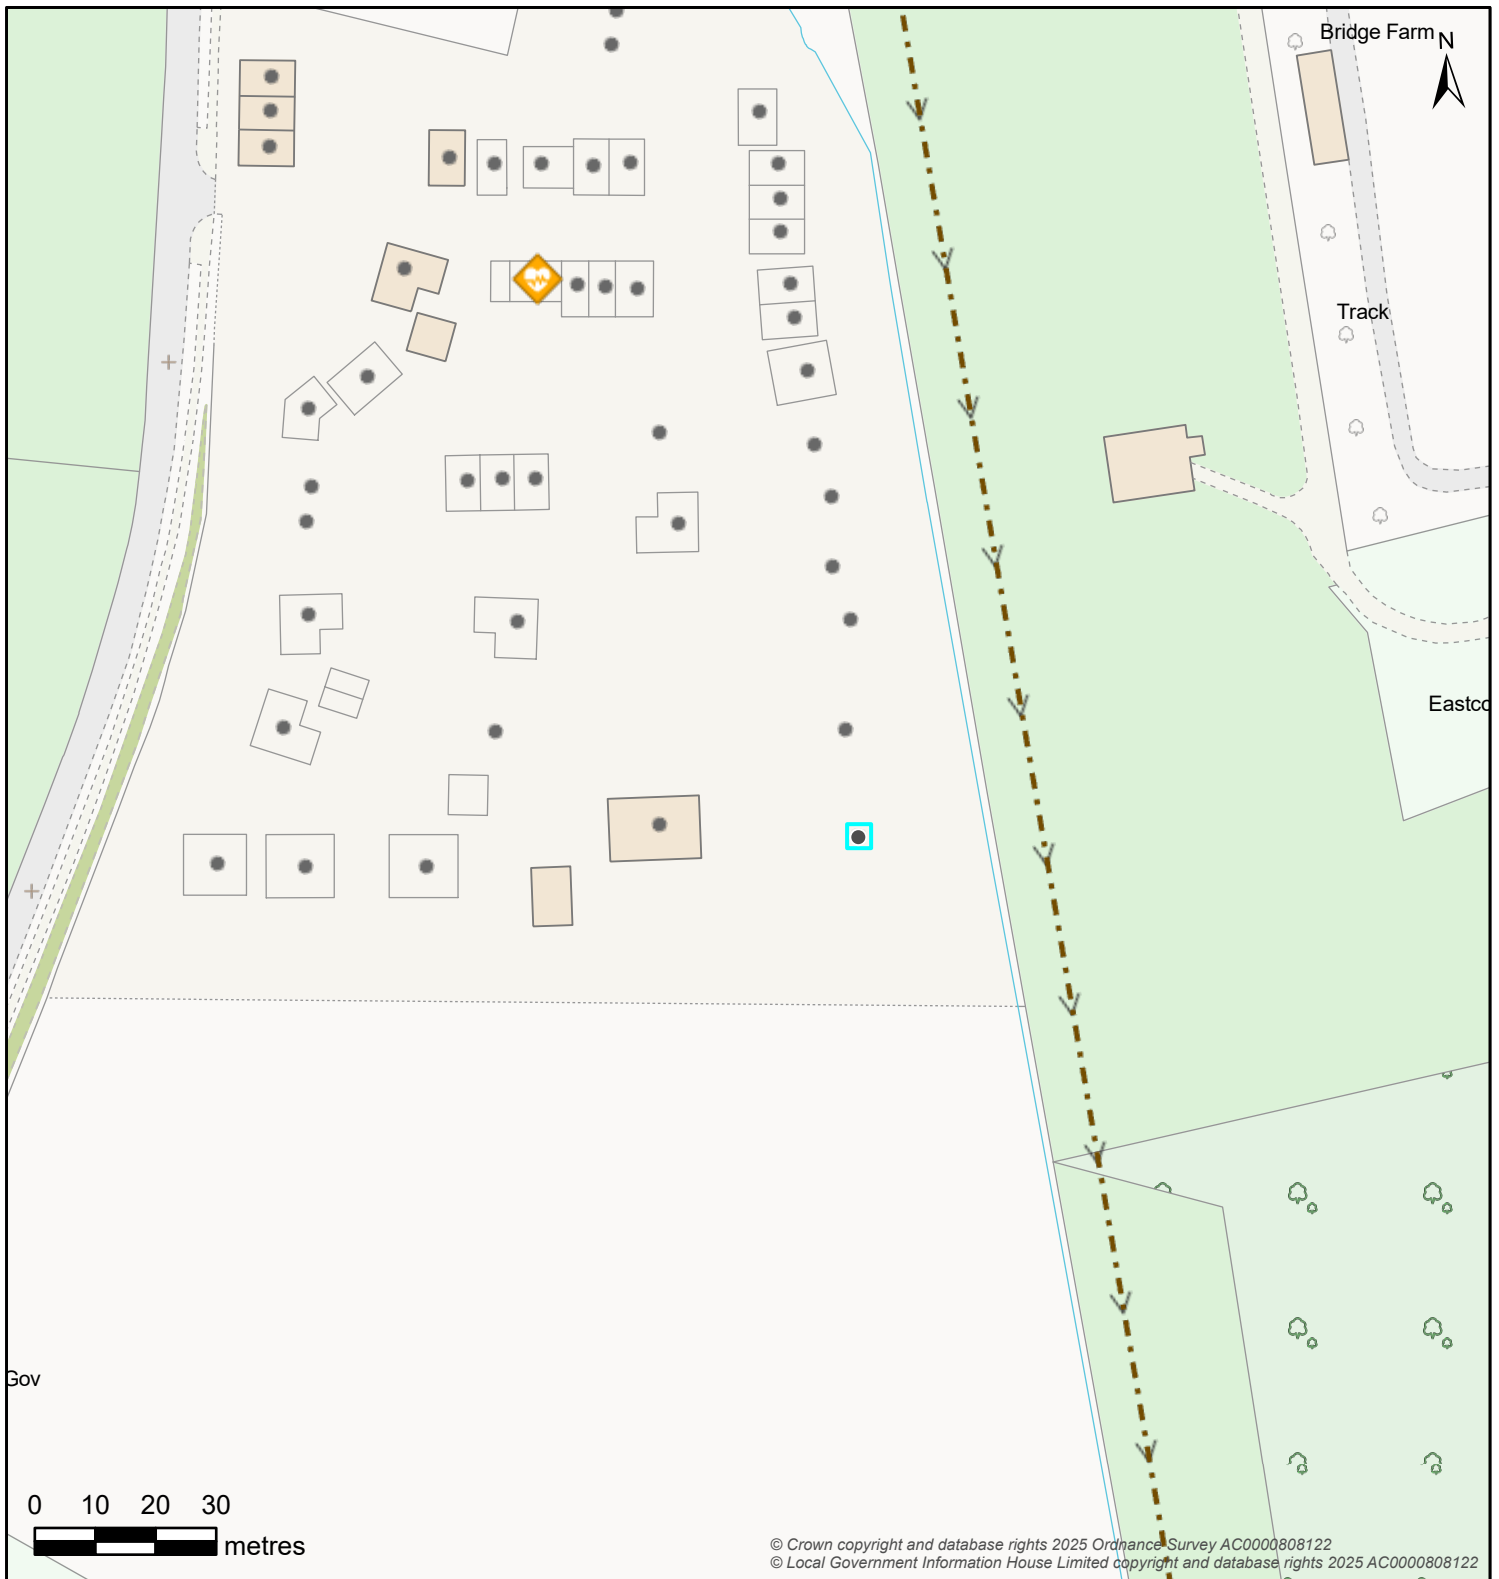 Bridge Farm
N
Track
Eastco
Gov
0 10 20 30
metres
© Crown copyright and database rights 2025 Ordnance Survey AC0000808122
© Local Government Information House Limited copyright and database rights 2025 AC0000808122